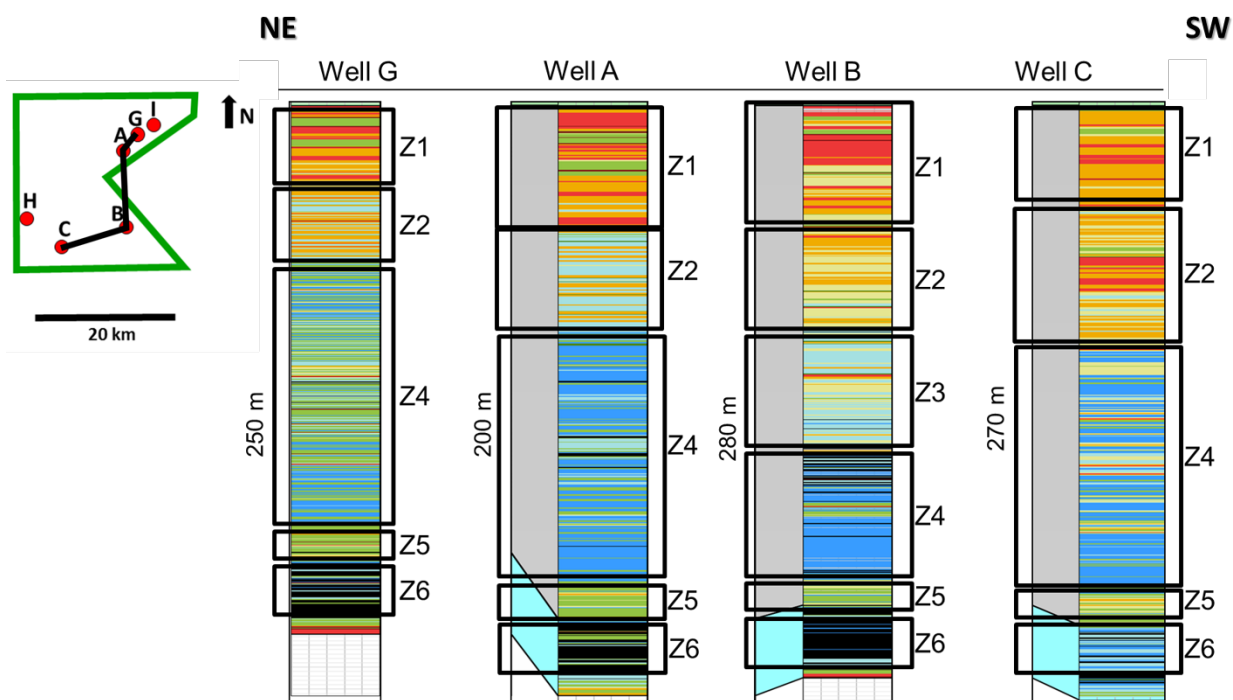 NE
SW
Well G
Well A
Well B
Well C
N
I
G
A
H
B
C
20 km
250 m
Z1
Z2
Z4
Z5
Z6
200 m
Z1
Z2
Z4
Z5
Z6
280 m
Z1
Z2
Z3
Z4
Z5
Z6
270 m
Z1
Z2
Z4
Z5
Z6